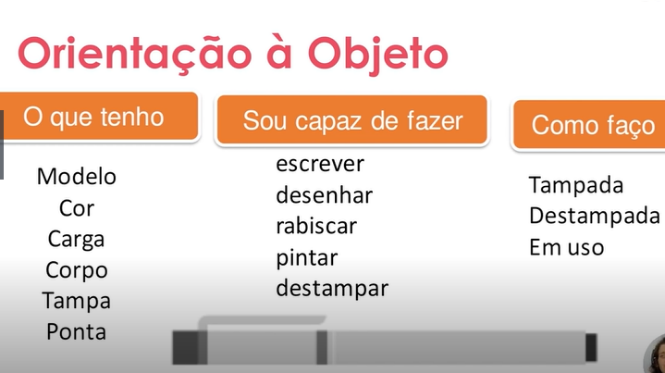 Orientação à Objeto
O que tenho
Modelo
Cor
Carga
Corpo
Tampa
Ponta
Sou capaz de fazer
escrever
desenhar
rabiscar
pintar
destampar
Como faço
Tampada
Destampada
Em uso